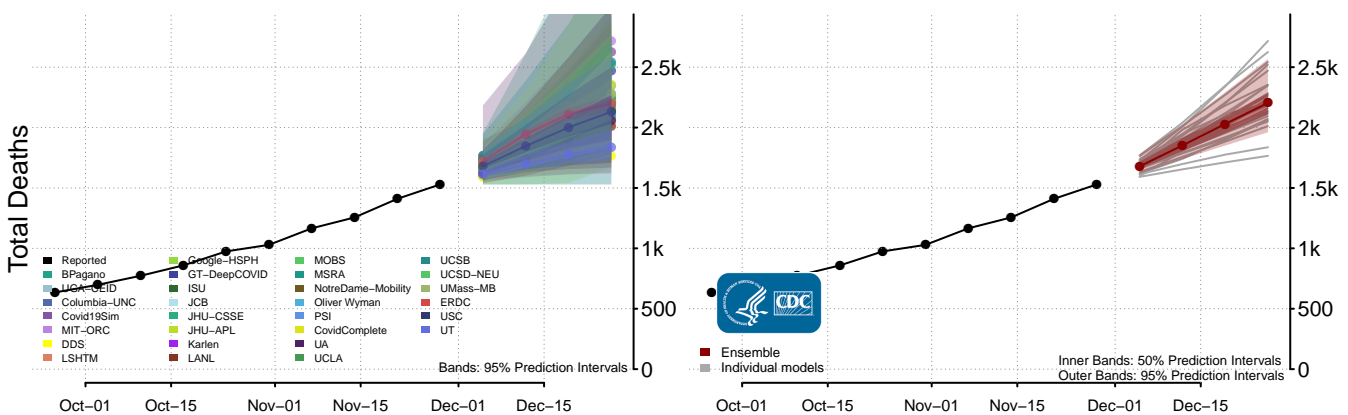 Total Deaths
2.5k
2k
1.5k
1k
500
0
Reported
BPagano
UGA−CEID
Columbia−UNC
Covid19Sim
MIT−ORC
DDS
LSHTM
Google−HSPH
GT−DeepCOVID
ISU
JCB
JHU−CSSE
JHU−APL
Karlen
LANL
MOBS
MSRA
NotreDame−Mobility
Oliver Wyman
PSI
CovidComplete
UA
UCLA
UCSB
UCSD−NEU
UMass−MB
ERDC
USC
UT
Bands: 95% Prediction Intervals
Oct−01 Oct−15 Nov−01 Nov−15 Dec−01 Dec−15
2.5k
2k
1.5k
1k
500
0
CDC
Ensemble
Individual models
Inner Bands: 50% Prediction Intervals
Outer Bands: 95% Prediction Intervals
Oct−01 Oct−15 Nov−01 Nov−15 Dec−01 Dec−15